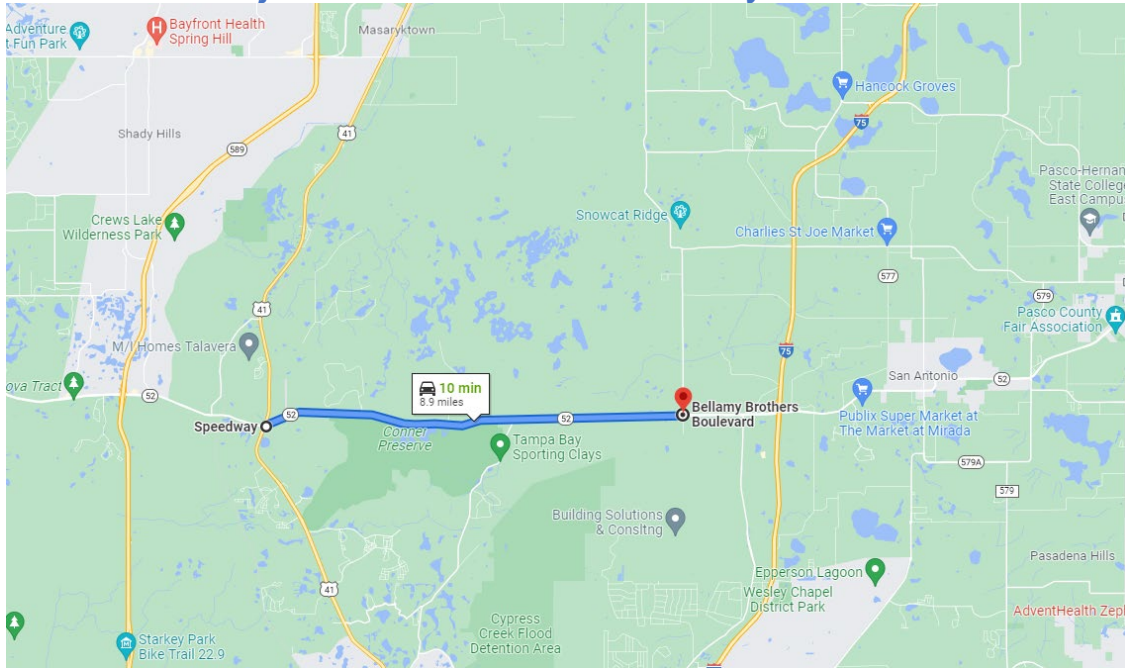 Adventure
t Fun Park
Bayfront Health
Spring Hill
Masaryktown
41
Hancock Groves
75
Shady Hills
589
Pasco-Hernan
State College
East Campu
Crews Lake
Wilderness Park
Snowcat Ridge
Charlies St Joe Market
577
579
Pasco County
Fair Association
41
M/I Homes Talavera
75
San Antonio
52
ova Tract
52
10 min
8.9 miles
52
52
Speedway
Bellamy Brothers
Boulevard
Conner
Preserve
Tampa Bay
Sporting Clays
Publix Super Market at
The Market at Mirada
579A
579
Building Solutions
& Consltng
Pasadena Hills
Epperson Lagoon
Wesley Chapel
District Park
41
Cypress
Creek Flood
Detention Area
AdventHealth Zeph
Starkey Park
Bike Trail 22.9